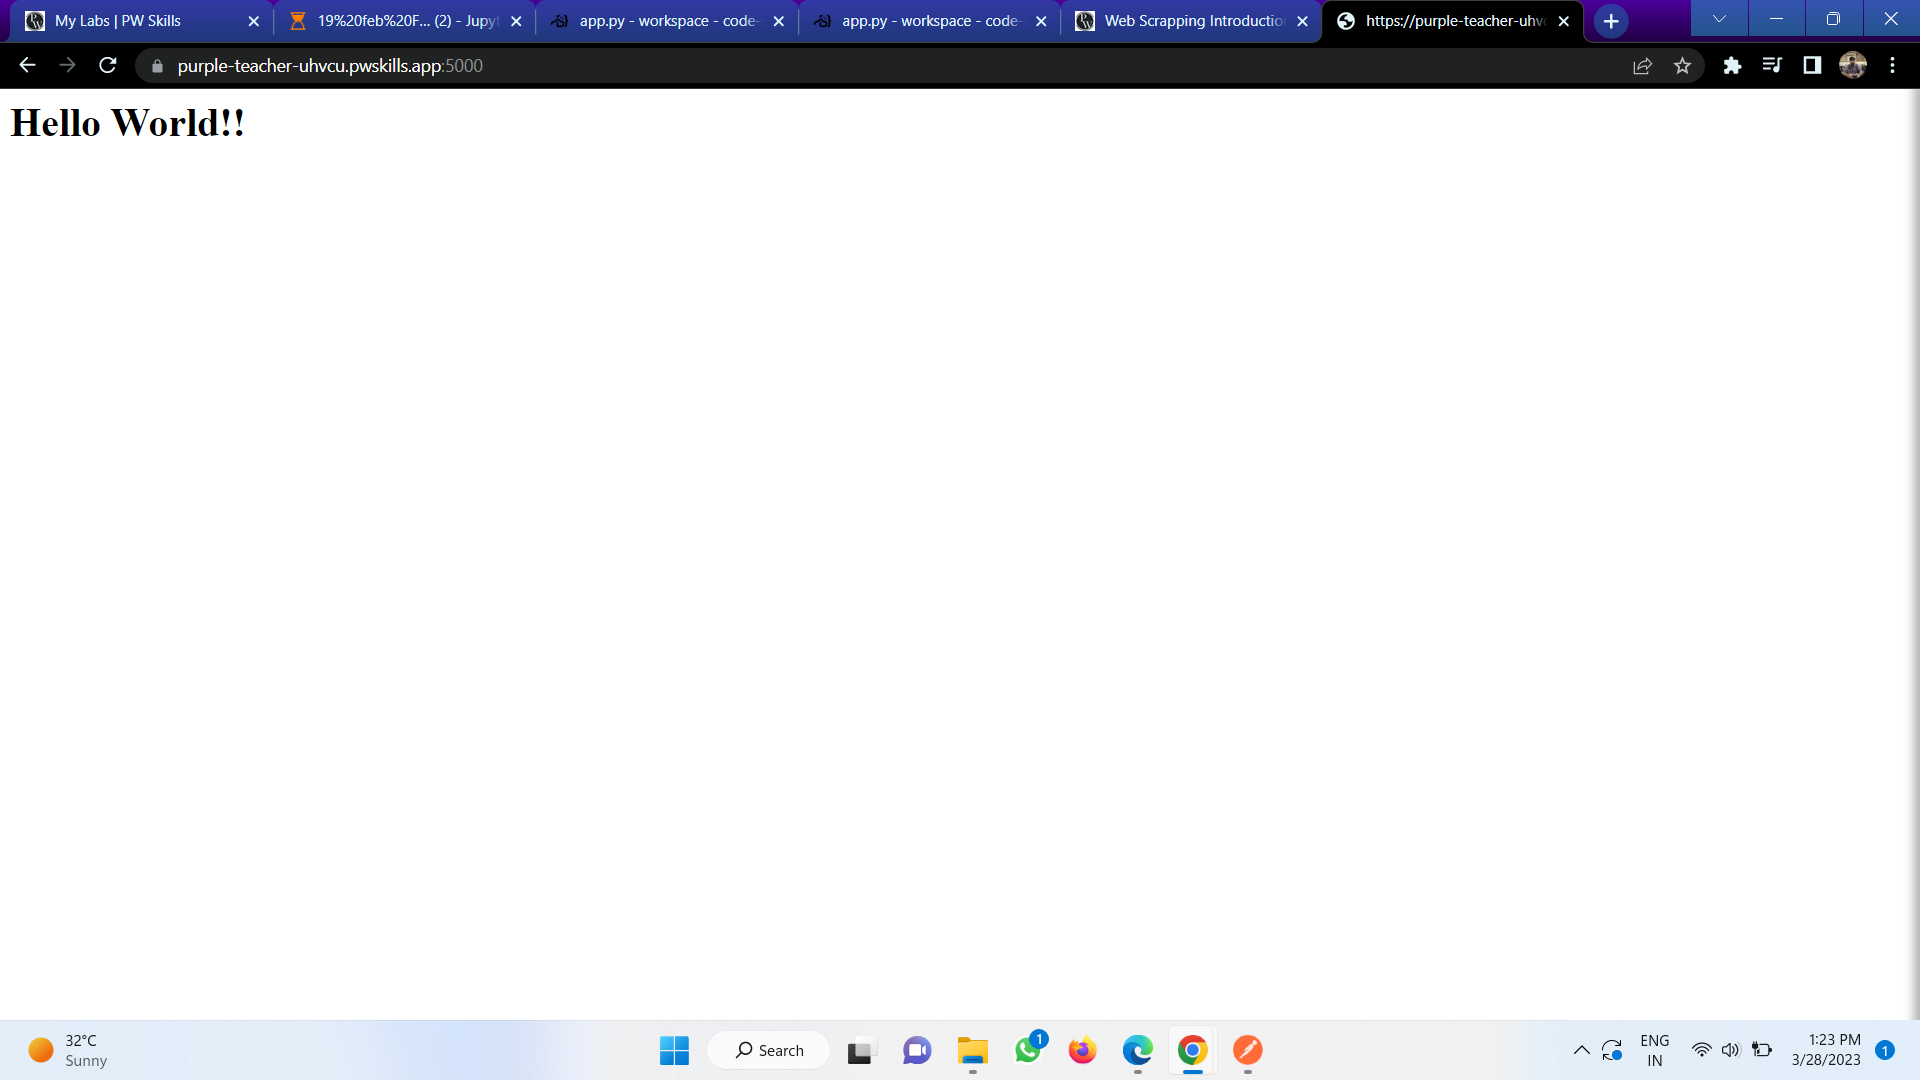 My Labs | PW Skills
19%20feb%20F... (2) - Jupyt
app.py - workspace - code-
app.py - workspace - code-
Web Scrapping Introduction
https://purple-teacher-uhvc
purple-teacher-uhvcu.pwskills.app:5000
Hello World!!
32°C
Sunny
Search
1
ENG
IN
1:23 PM
3/28/2023
1